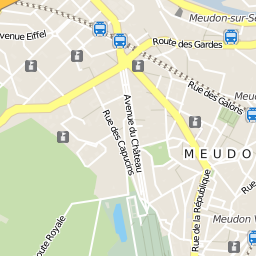 Meudon-sur-Se
venue Eiffel
Route des Gardes
Rue des Galons
Avenue du Château
Rue des Capucins
MEUDO
Rue de la République
Meudon V
oute Royale